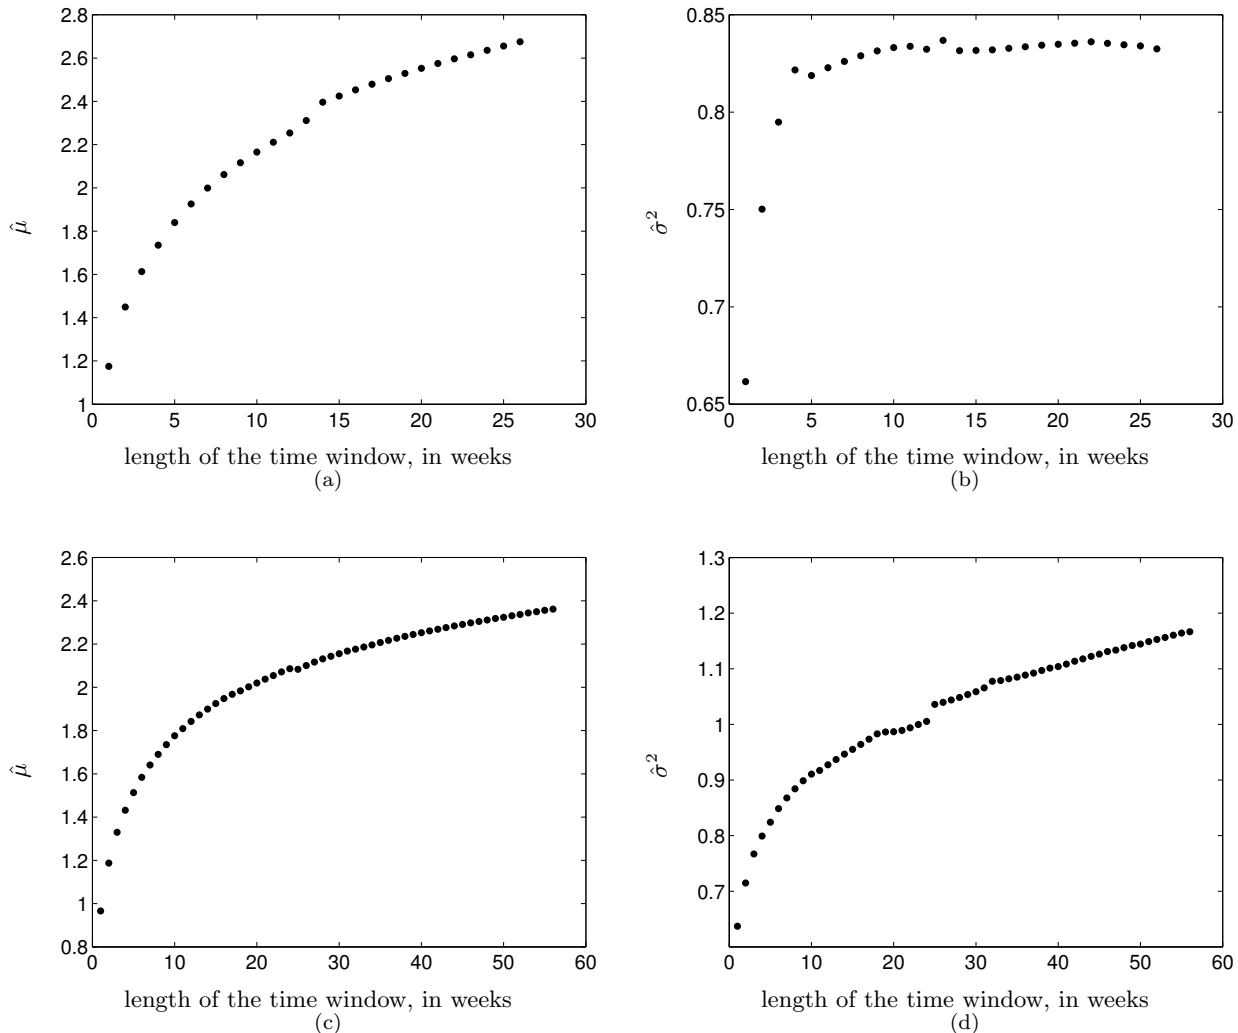 2.8
2.6
2.4
2.2
2
1.8
1.6
1.4
1.2
1
μ̂
0 5 10 15 20 25 30
length of the time window, in weeks
(a)
0.85
0.8
0.75
0.7
0.65
σ̂²
0 5 10 15 20 25 30
length of the time window, in weeks
(b)
2.6
2.4
2.2
2
1.8
1.6
1.4
1.2
1
0.8
μ̂
0 10 20 30 40 50 60
length of the time window, in weeks
(c)
1.3
1.2
1.1
1
0.9
0.8
0.7
σ̂²
0 10 20 30 40 50 60
length of the time window, in weeks
(d)